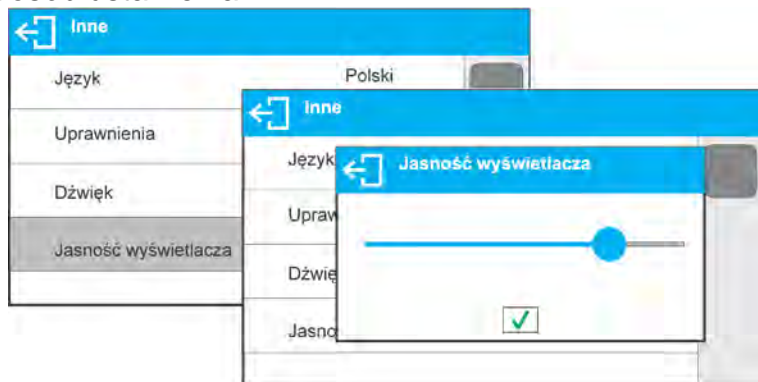 Inne
Język Polski
Uprawnienia
Dźwięk
Jasność wyświetlacza
Inne
Język
Upraw
Dźwię
Jasno
Jasność wyświetlacza